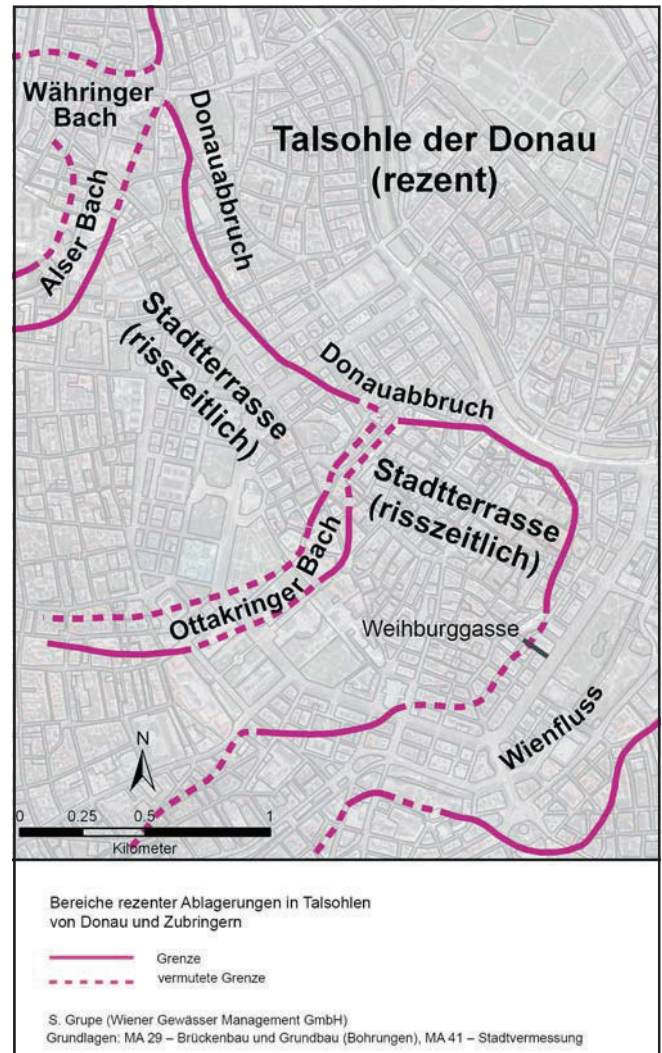 Währinger
Bach
Donauabbruch
Talsohle der Donau
(rezent)
Alser Bach
Stadtterrasse
(risszeitlich)
Donauabbruch
Stadtterrasse
(risszeitlich)
Ottakringer Bach
Weihburggasse
Wienfluss
N
0 0.25 0,5 1
Kilometer
Bereiche rezenter Ablagerungen in Talsohlen
von Donau und Zubringern
Grenze
vermutete Grenze
S. Grupe (Wiener Gewässer Management GmbH)
Grundlagen: MA 29 – Brückenbau und Grundbau (Bohrungen), MA 41 – Stadtvermessung